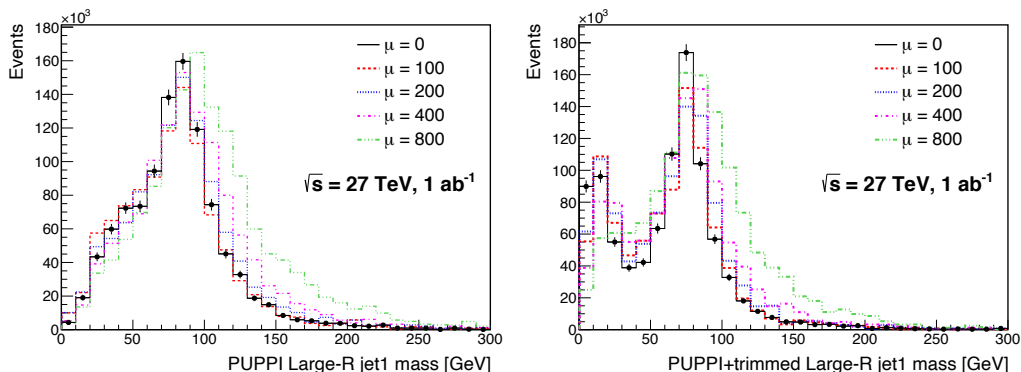 ×10³
Events
180
160
140
120
100
80
60
40
20
0
0 50 100 150 200 250 300
PUPPI Large-R jet1 mass [GeV]
μ = 0
μ = 100
μ = 200
μ = 400
μ = 800
√s = 27 TeV, 1 ab⁻¹
×10³
Events
180
160
140
120
100
80
60
40
20
0
0 50 100 150 200 250 300
PUPPI+trimmed Large-R jet1 mass [GeV]
μ = 0
μ = 100
μ = 200
μ = 400
μ = 800
√s = 27 TeV, 1 ab⁻¹